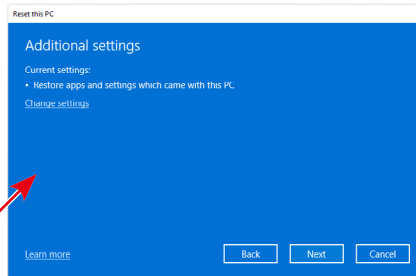 Reset this PC
Additional settings
Current settings:
• Restore apps and settings which came with this PC
Change settings
Learn more
Back
Next
Cancel